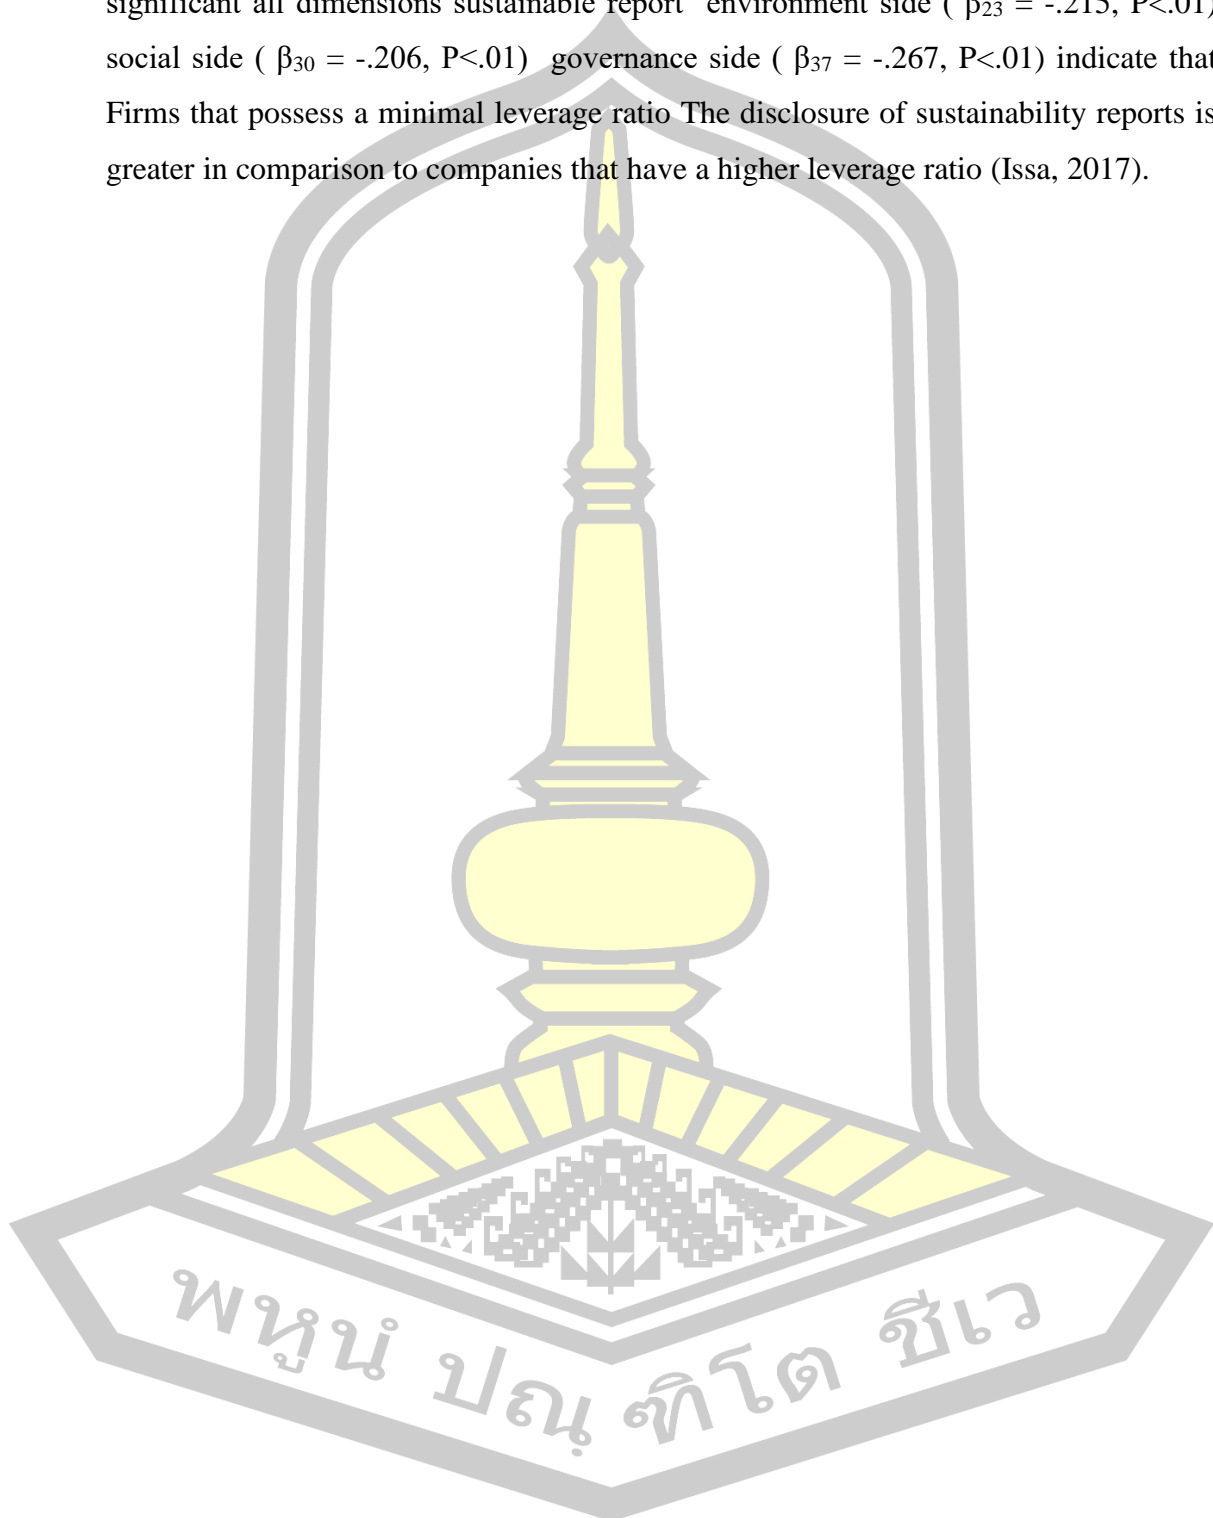 significant all dimensions sustainable report environment side ( β23 = -.215, P<.01)
social side ( β30 = -.206, P<.01) governance side ( β37 = -.267, P<.01) indicate that
Firms that possess a minimal leverage ratio The disclosure of sustainability reports is
greater in comparison to companies that have a higher leverage ratio (Issa, 2017).
พหูนํ ปณฺฑิโต ชีเว